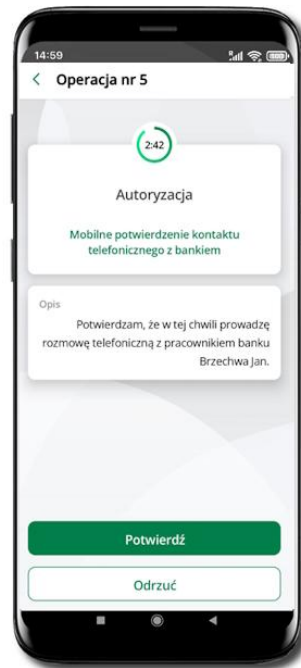 14:59
Operacja nr 5
2:42
Autoryzacja
Mobilne potwierdzenie kontaktu
telefonicznego z bankiem
Opis
Potwierdzam, że w tej chwili prowadzę
rozmowę telefoniczną z pracownikiem banku
Brzechwa Jan.
Potwierdź
Odrzuć